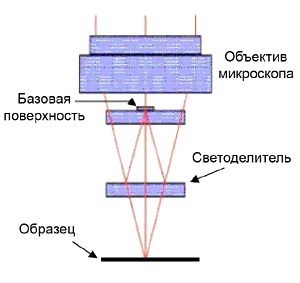 Объектив
микроскопа
Базовая
поверхность
Светоделитель
Образец